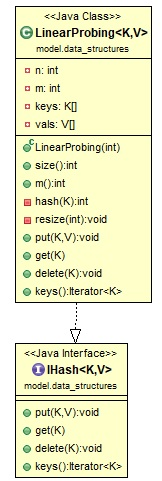 <<Java Class>>
C LinearProbing<K,V>
model.data_structures
n: int
m: int
keys: K[]
vals: V[]
C LinearProbing(int)
size():int
m():int
hash(K):int
resize(int):void
put(K,V):void
get(K)
delete(K):void
keys():Iterator<K>
<<Java Interface>>
I IHash<K,V>
model.data_structures
put(K,V):void
get(K)
delete(K):void
keys():Iterator<K>